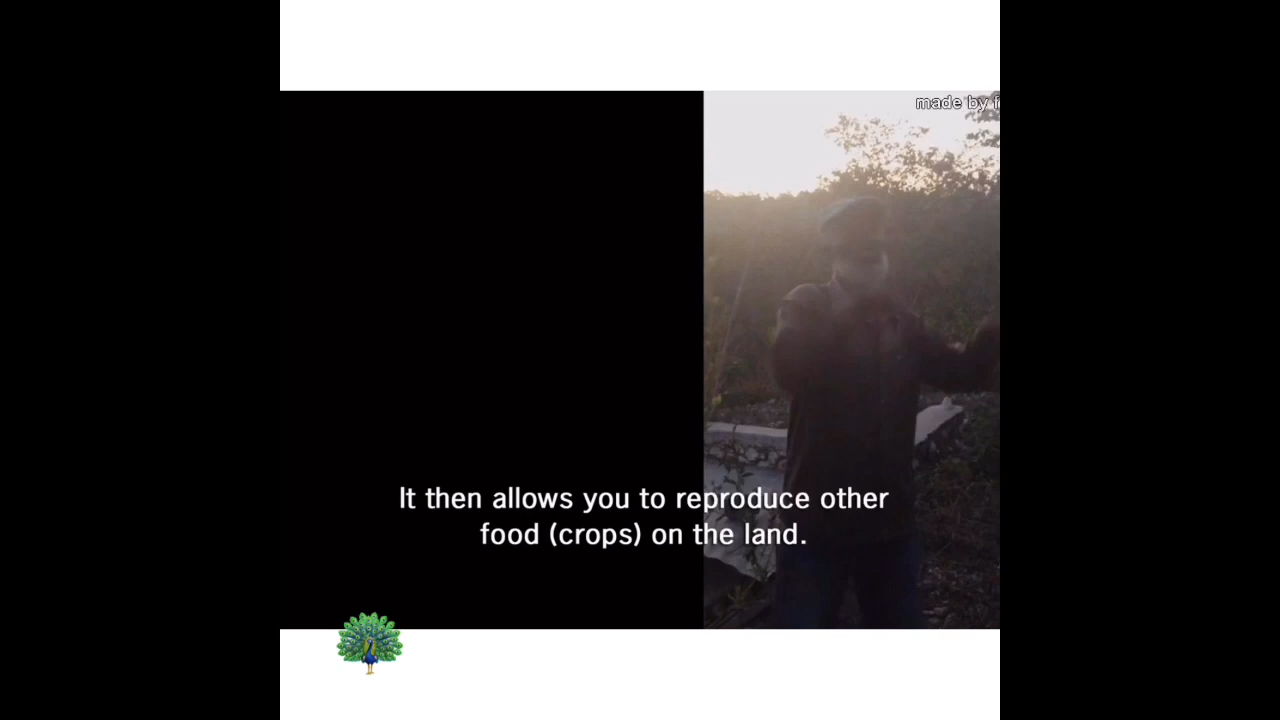 made by
It then allows you to reproduce other
food (crops) on the land.